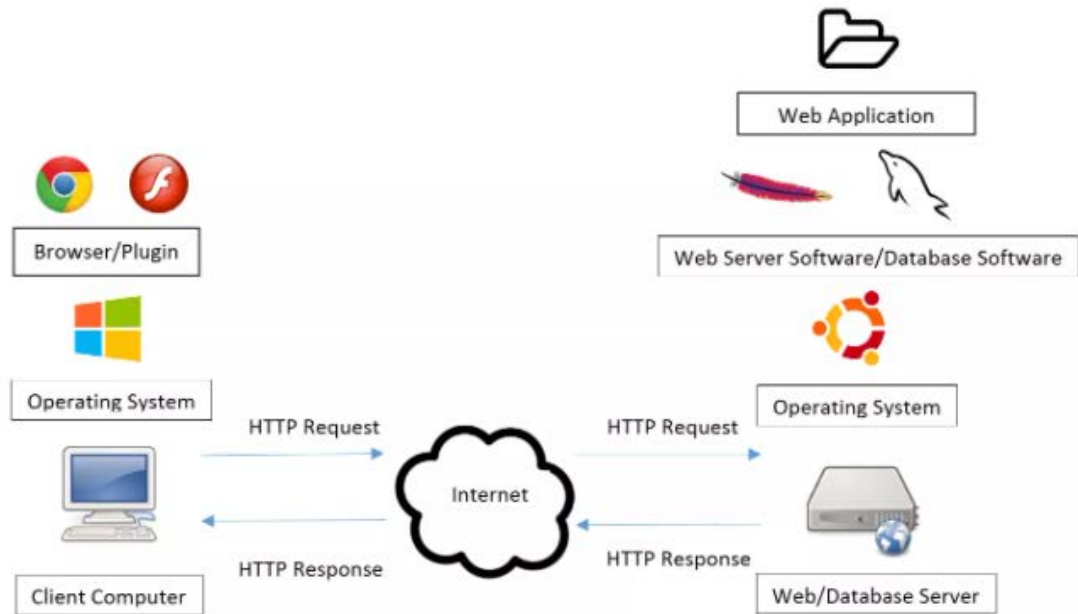 Web Application
Browser/Plugin
Web Server Software/Database Software
Operating System
Operating System
HTTP Request
HTTP Request
Internet
HTTP Response
HTTP Response
Client Computer
Web/Database Server